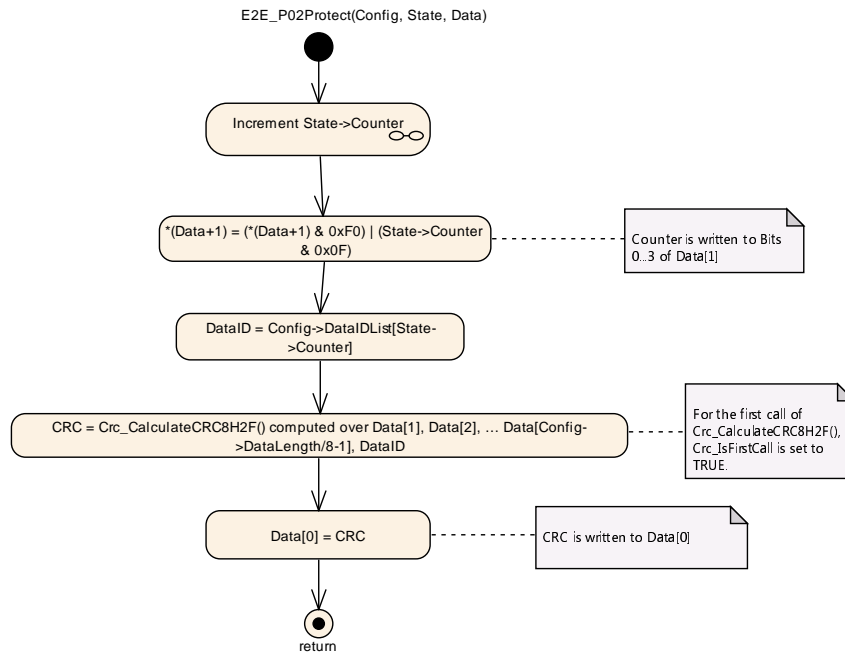 E2E_P02Protect(Config, State, Data)
Increment State->Counter
*(Data+1) = (*(Data+1) & 0xF0) | (State->Counter
& 0x0F)
Counter is written to Bits
0...3 of Data[1]
DataID = Config->DataIDList[State-
>Counter]
CRC = Crc_CalculateCRC8H2F() computed over Data[1], Data[2], ... Data[Config-
>DataLength/8-1], DataID
For the first call of
Crc_CalculateCRC8H2F(),
Crc_IsFirstCall is set to
TRUE.
Data[0] = CRC
CRC is written to Data[0]
return